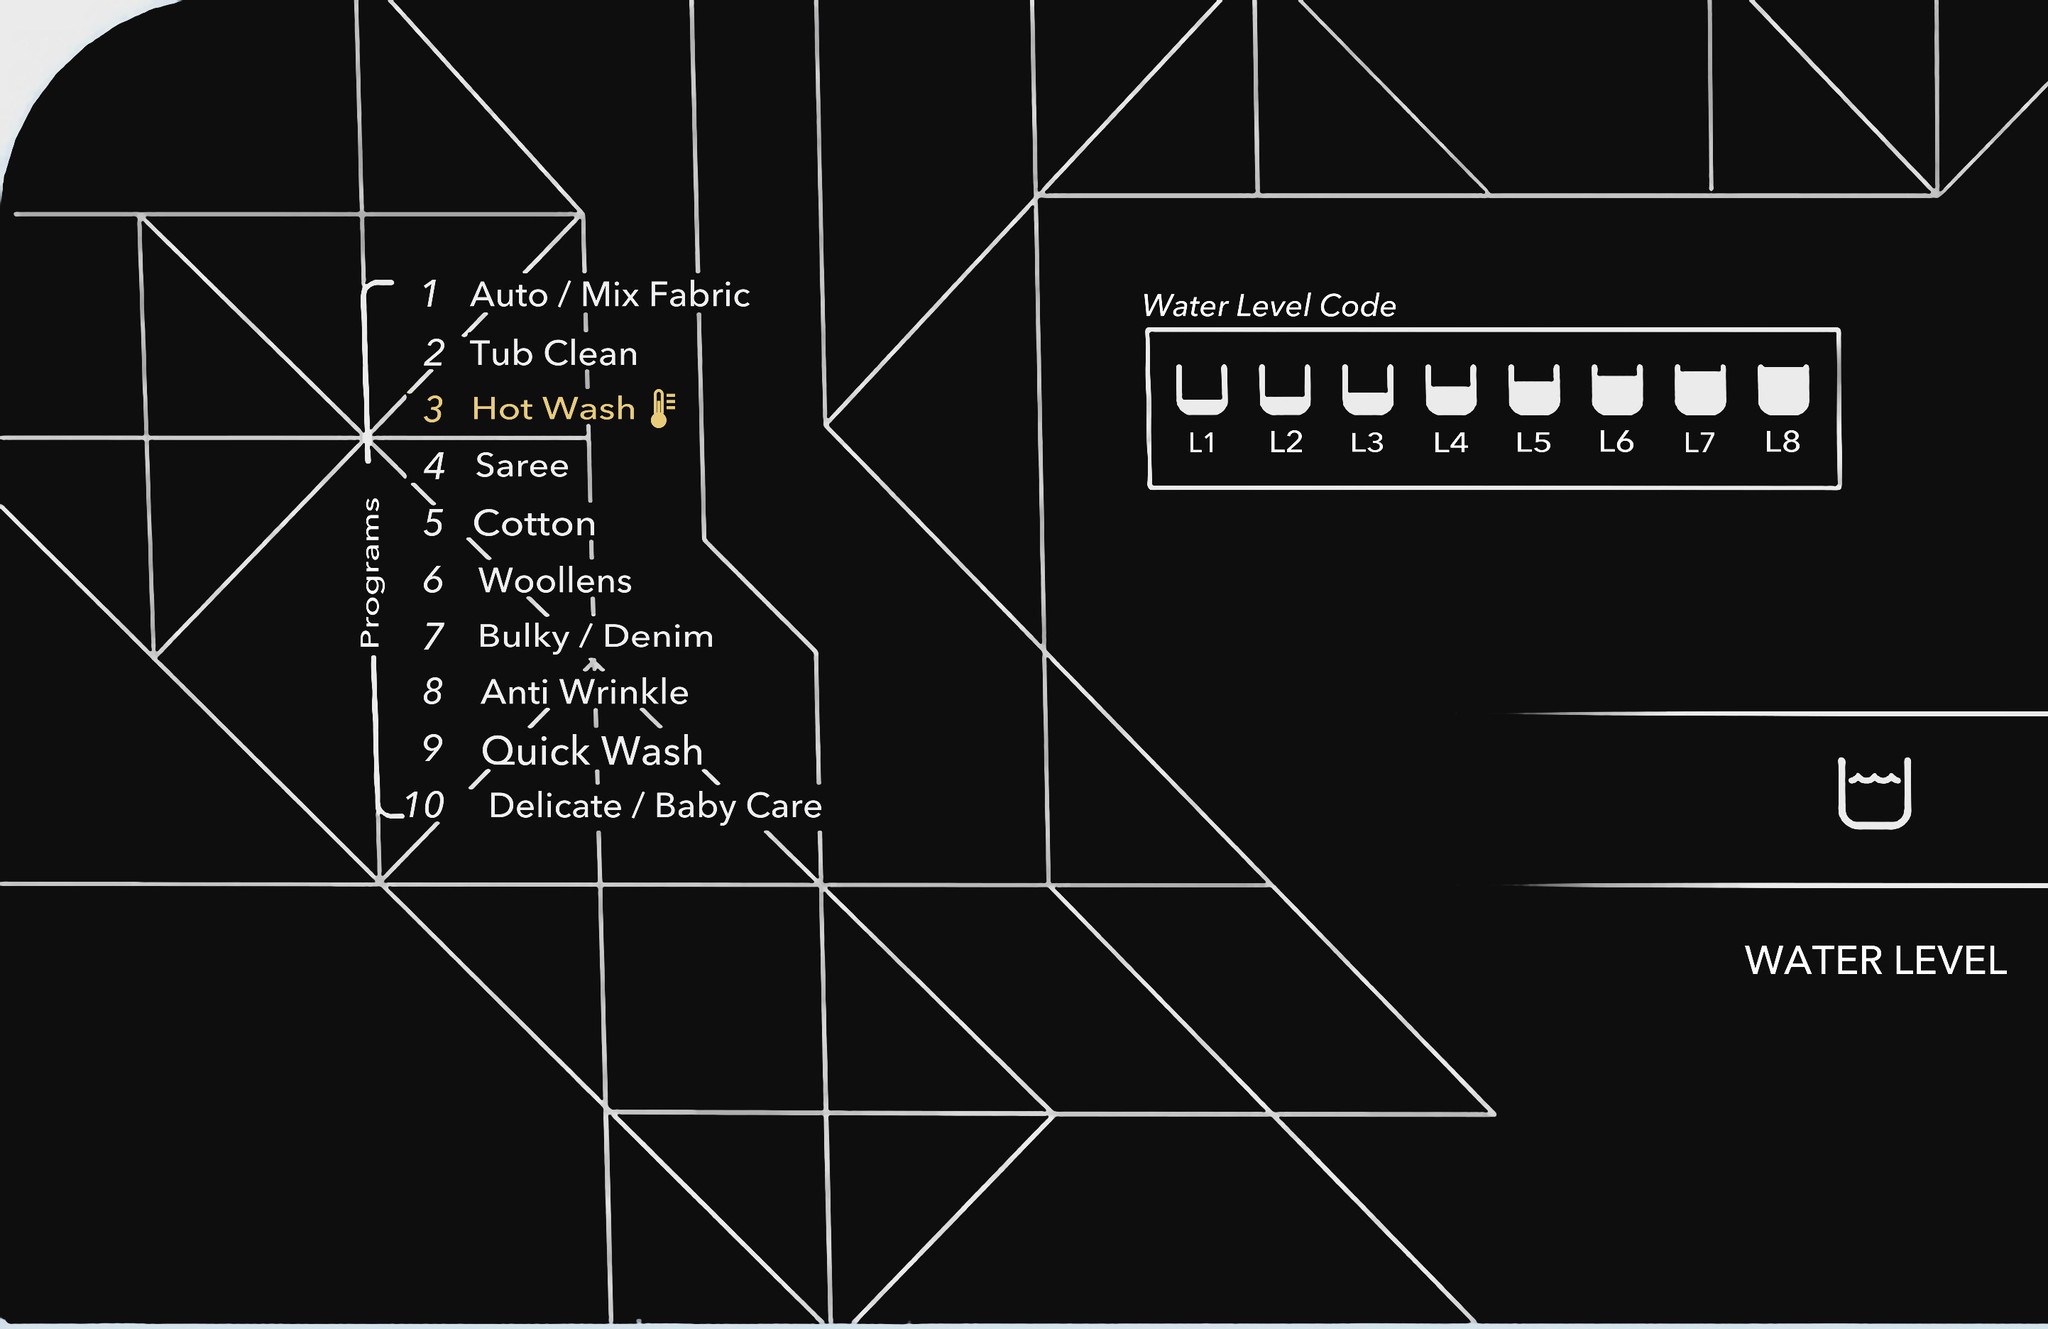 Programs
1 Auto / Mix Fabric
2 Tub Clean
3 Hot Wash
4 Saree
5 Cotton
6 Woollens
7 Bulky / Denim
8 Anti Wrinkle
9 Quick Wash
10 Delicate / Baby Care
Water Level Code
L1 L2 L3 L4 L5 L6 L7 L8
WATER LEVEL